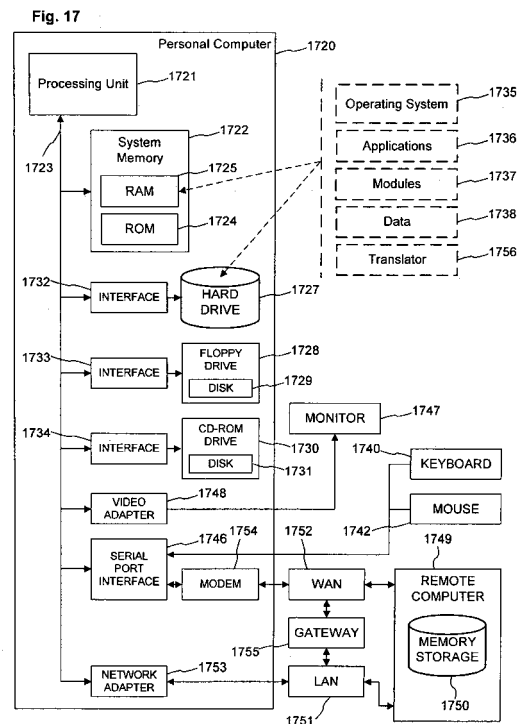 Fig. 17
Personal Computer
1720
Processing Unit
1721
1723
System Memory
1722
1725
RAM
ROM
1724
Operating System
1735
Applications
1736
Modules
1737
Data
1738
Translator
1756
1732
INTERFACE
HARD DRIVE
1727
1733
INTERFACE
FLOPPY DRIVE
1728
DISK
1729
1734
INTERFACE
CD-ROM DRIVE
1730
DISK
1731
MONITOR
1747
1740
KEYBOARD
MOUSE
1742
VIDEO ADAPTER
1748
SERIAL PORT INTERFACE
1746
1754
MODEM
1752
WAN
1749
REMOTE COMPUTER
MEMORY STORAGE
1750
GATEWAY
1755
NETWORK ADAPTER
1753
LAN
1751